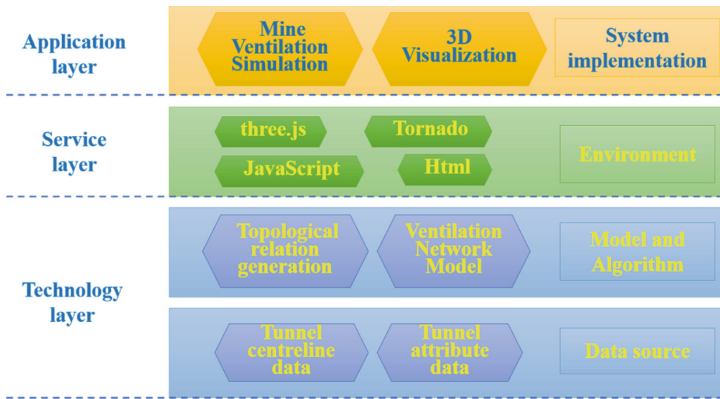 Application
layer
Mine
Ventilation
Simulation
3D
Visualization
System
implementation
Service
layer
three.js
Tornado
JavaScript
Html
Environment
Technology
layer
Topological
relation
generation
Ventilation
Network
Model
Model and
Algorithm
Tunnel
centreline
data
Tunnel
attribute
data
Data source